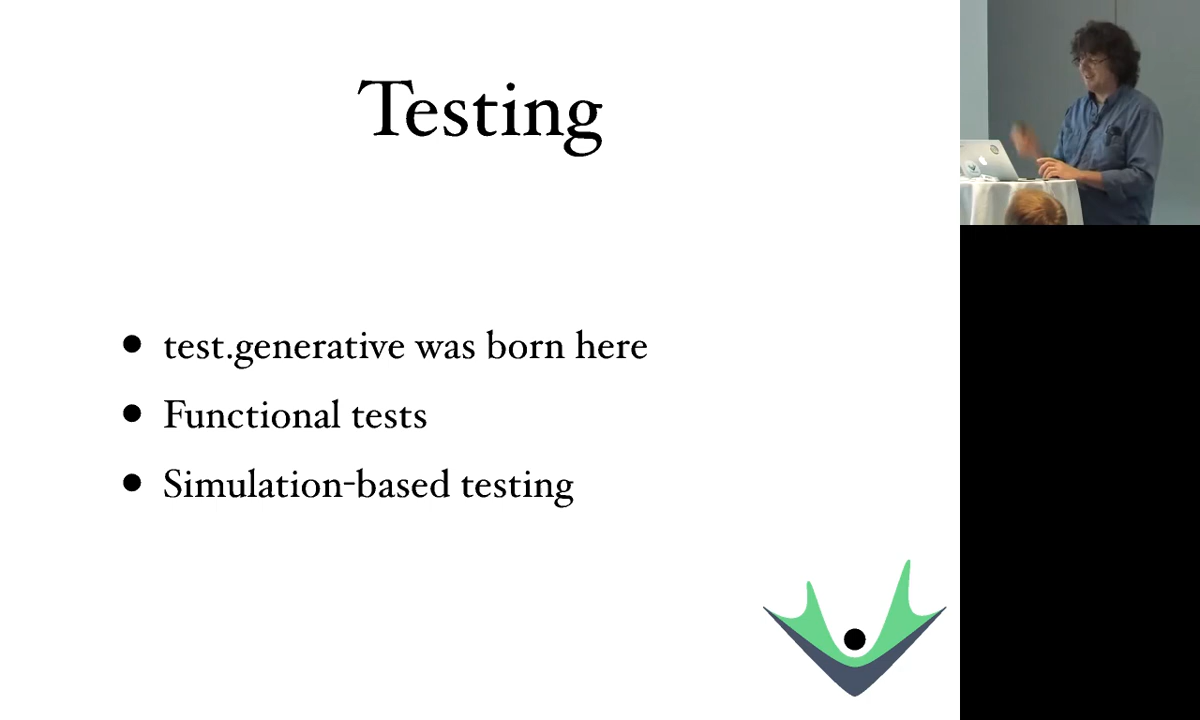 Testing
• test.generative was born here
• Functional tests
• Simulation-based testing